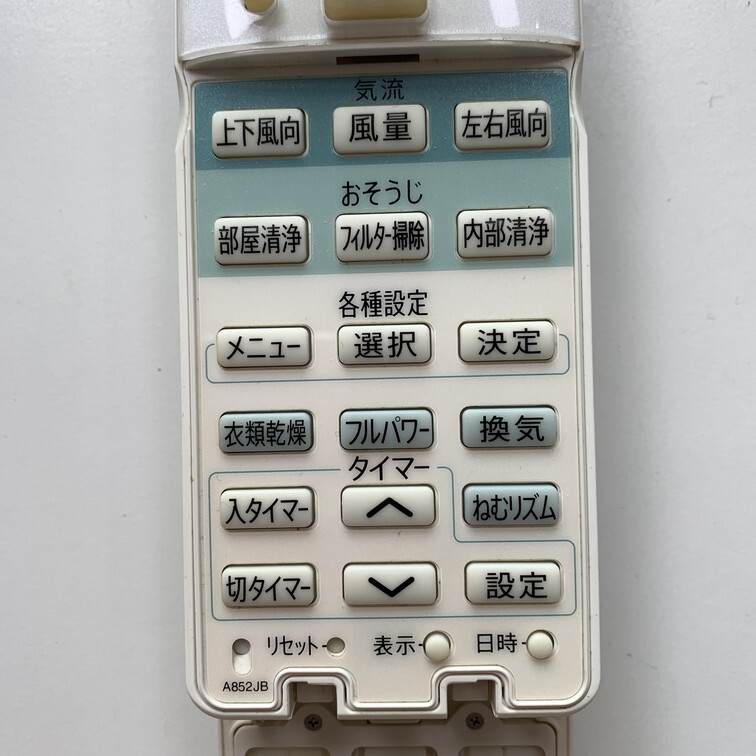 気流
上下風向
風量
左右風向
おそうじ
部屋清浄
フィルター掃除
内部清浄
各種設定
メニュー
選択
決定
衣類乾燥
フルパワー
換気
タイマー
入タイマー
ねむリズム
切タイマー
設定
リセット
表示
日時
A852JB